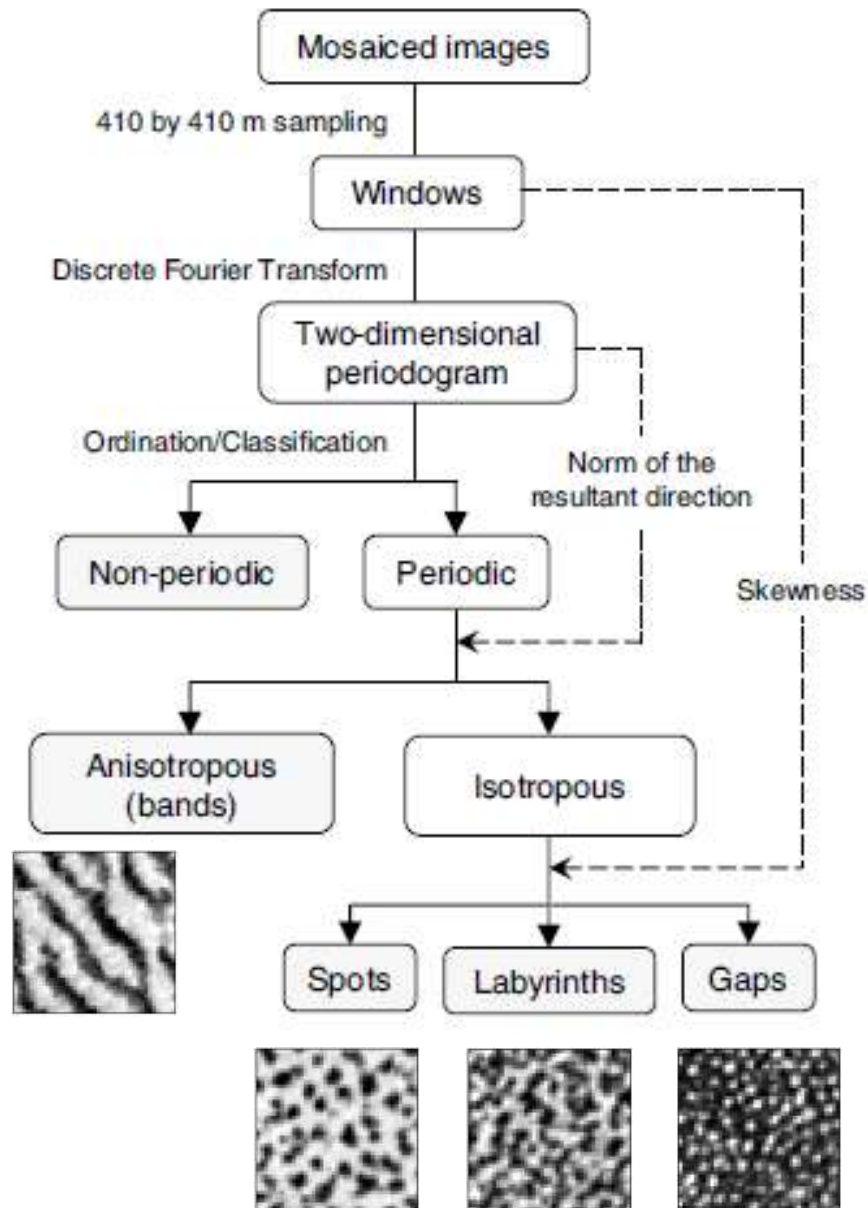 Mosaiced images
410 by 410 m sampling
Windows
Discrete Fourier Transform
Two-dimensional
periodogram
Ordination/Classification
Norm of the
resultant direction
Non-periodic
Periodic
Skewness
Anisotropous
(bands)
Isotropous
Spots
Labyrinths
Gaps